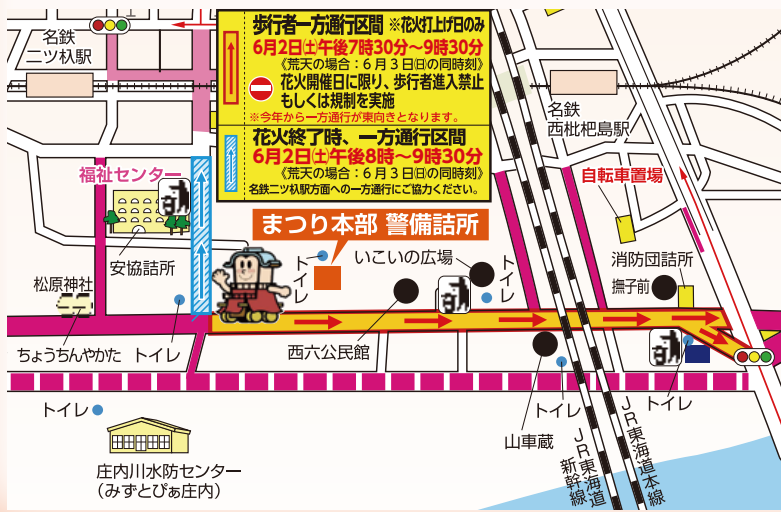 歩行者一方通行区間 ※花火打上げ日のみ
6月2日㊏午後7時30分～9時30分
《荒天の場合：6月3日㊐の同時刻》
花火開催日に限り、歩行者進入禁止
もしくは規制を実施
※今年から一方通行が東向きとなります。
花火終了時、一方通行区間
6月2日㊏午後8時～9時30分
《荒天の場合：6月3日㊐の同時刻》
名鉄二ツ杁駅方面への一方通行にご協力ください。
名鉄
二ツ杁駅
名鉄
西枇杷島駅
福祉センター
自転車置場
まつり本部 警備詰所
安協詰所
トイレ
いこいの広場
トイレ
消防団詰所
撫子前
松原神社
ちょうちんやかた
トイレ
西六公民館
トイレ
山車蔵
トイレ
トイレ
JR東海道本線
JR東海道
新幹線
庄内川水防センター
（みずとぴぁ庄内）